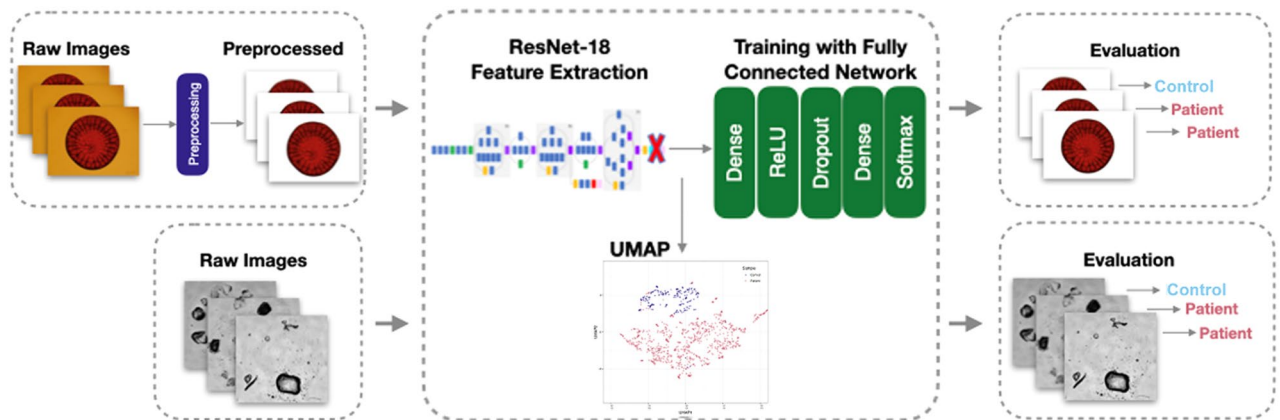 Raw Images
Preprocessed
Preprocessing
ResNet-18
Feature Extraction
Training with Fully
Connected Network
Dense
ReLU
Dropout
Dense
Softmax
Evaluation
Control
Patient
Patient
Raw Images
UMAP
Evaluation
Control
Patient
Patient